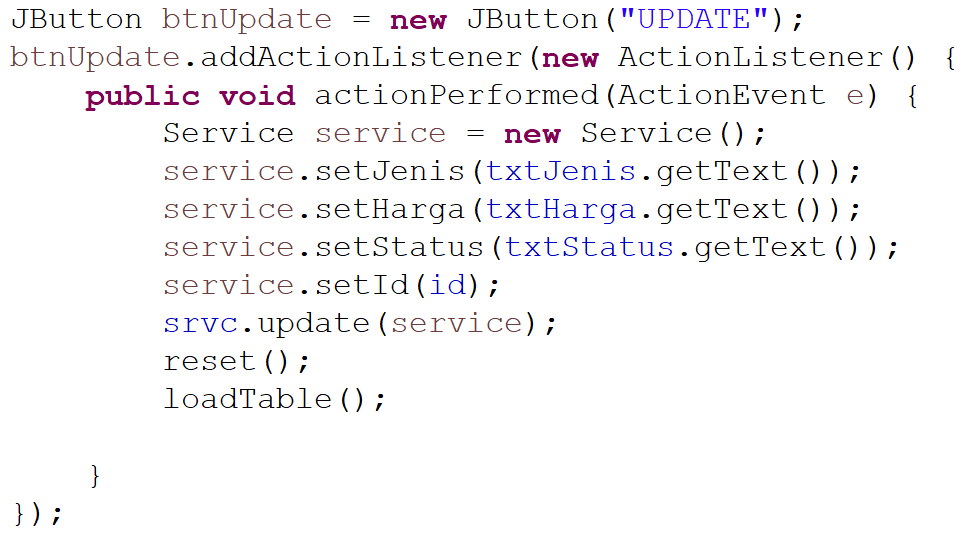 JButton btnUpdate = new JButton("UPDATE");
btnUpdate.addActionListener(new ActionListener() {
    public void actionPerformed(ActionEvent e) {
        Service service = new Service();
        service.setJenis(txtJenis.getText());
        service.setHarga(txtHarga.getText());
        service.setStatus(txtStatus.getText());
        service.setId(id);
        srvc.update(service);
        reset();
        loadTable();

    }
});